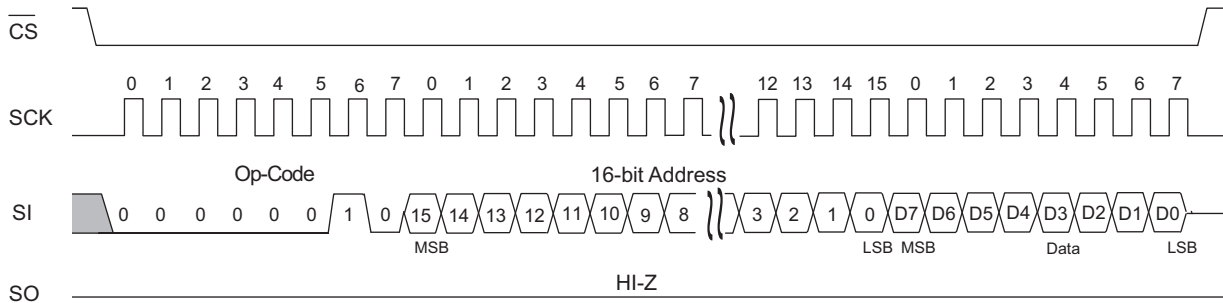 CS
0 1 2 3 4 5 6 7 0 1 2 3 4 5 6 7 12 13 14 15 0 1 2 3 4 5 6 7
SCK
Op-Code 16-bit Address
SI 0 0 0 0 0 0 1 0 15 14 13 12 11 10 9 8 3 2 1 0 D7 D6 D5 D4 D3 D2 D1 D0
MSB LSB MSB Data LSB
HI-Z
SO